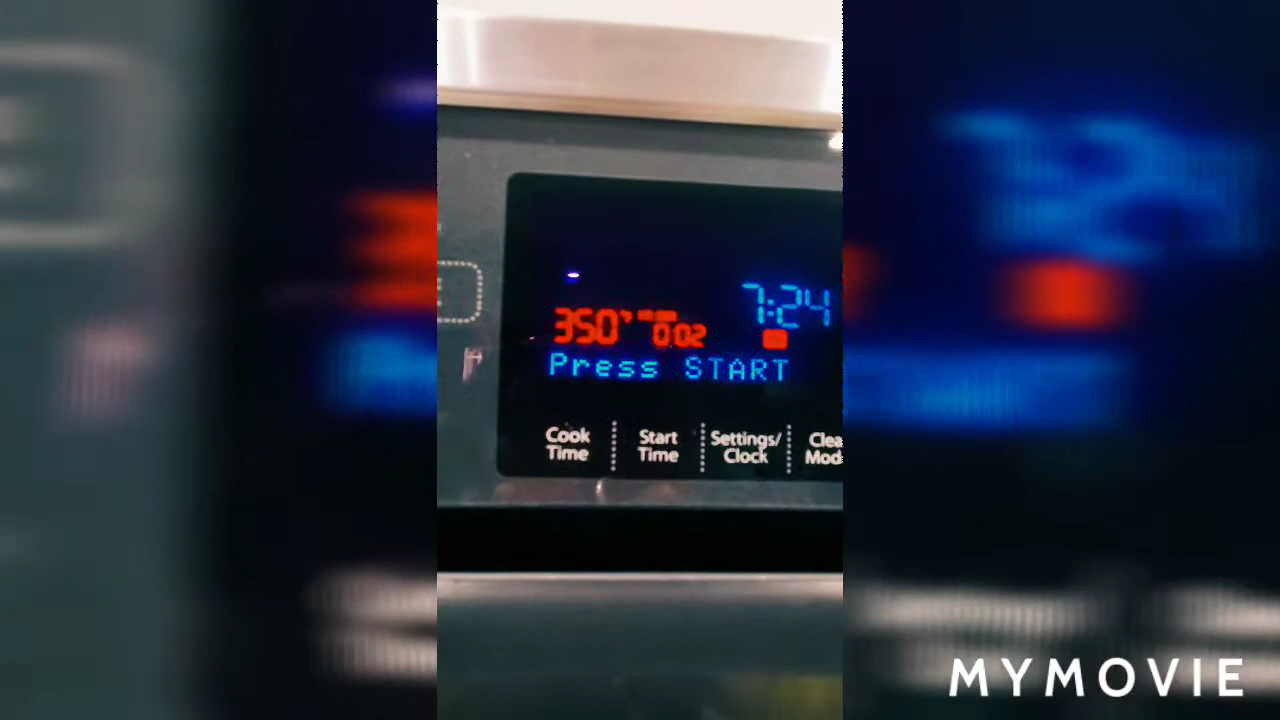 7:24
350° 0:02
Press START
Cook Time
Start Time
Settings/ Clock
MYMOVIE